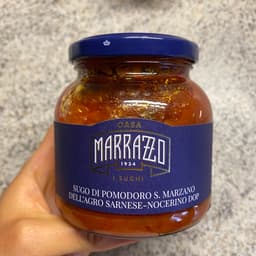 CASA
MARRAZZO
1934
I SUGHI
SUGO DI POMODORO S. MARZANO
DELL'AGRO SARNESE-NOCERINO DOP